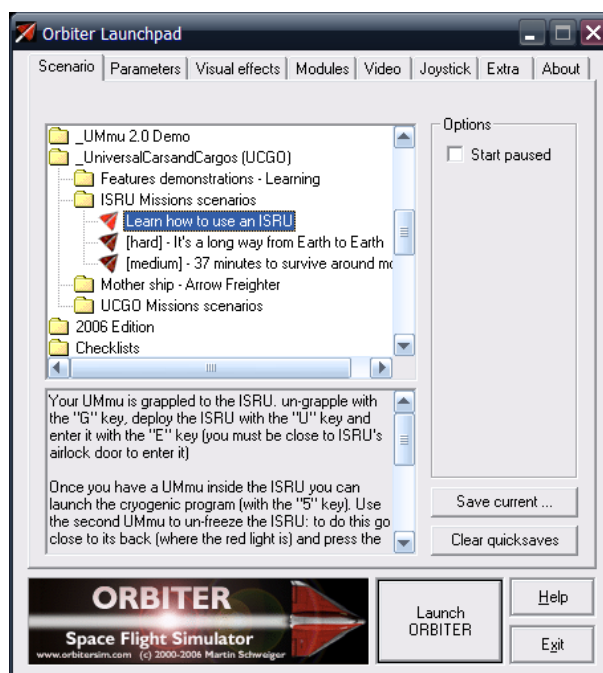 Orbiter Launchpad
Scenario Parameters Visual effects Modules Video Joystick Extra About
_UMmu 2.0 Demo
_UniversalCarsandCargos (UCGO)
Features demonstrations - Learning
ISRU Missions scenarios
Learn how to use an ISRU
[hard] - It's a long way from Earth to Earth
[medium] - 37 minutes to survive around mo
Mother ship - Arrow Freighter
UCGO Missions scenarios
2006 Edition
Checklists
Options
Start paused
Your UMmu is grappled to the ISRU. un-grapple with
the "G" key, deploy the ISRU with the "U" key and
enter it with the "E" key (you must be close to ISRU's
airlock door to enter it)
Once you have a UMmu inside the ISRU you can
launch the cryogenic program (with the "5" key). Use
the second UMmu to un-freeze the ISRU: to do this go
close to its back (where the red light is) and press the
Save current ...
Clear quicksaves
ORBITER
Space Flight Simulator
www.orbitersim.com (c) 2000-2006 Martin Schweiger
Launch
ORBITER
Help
Exit